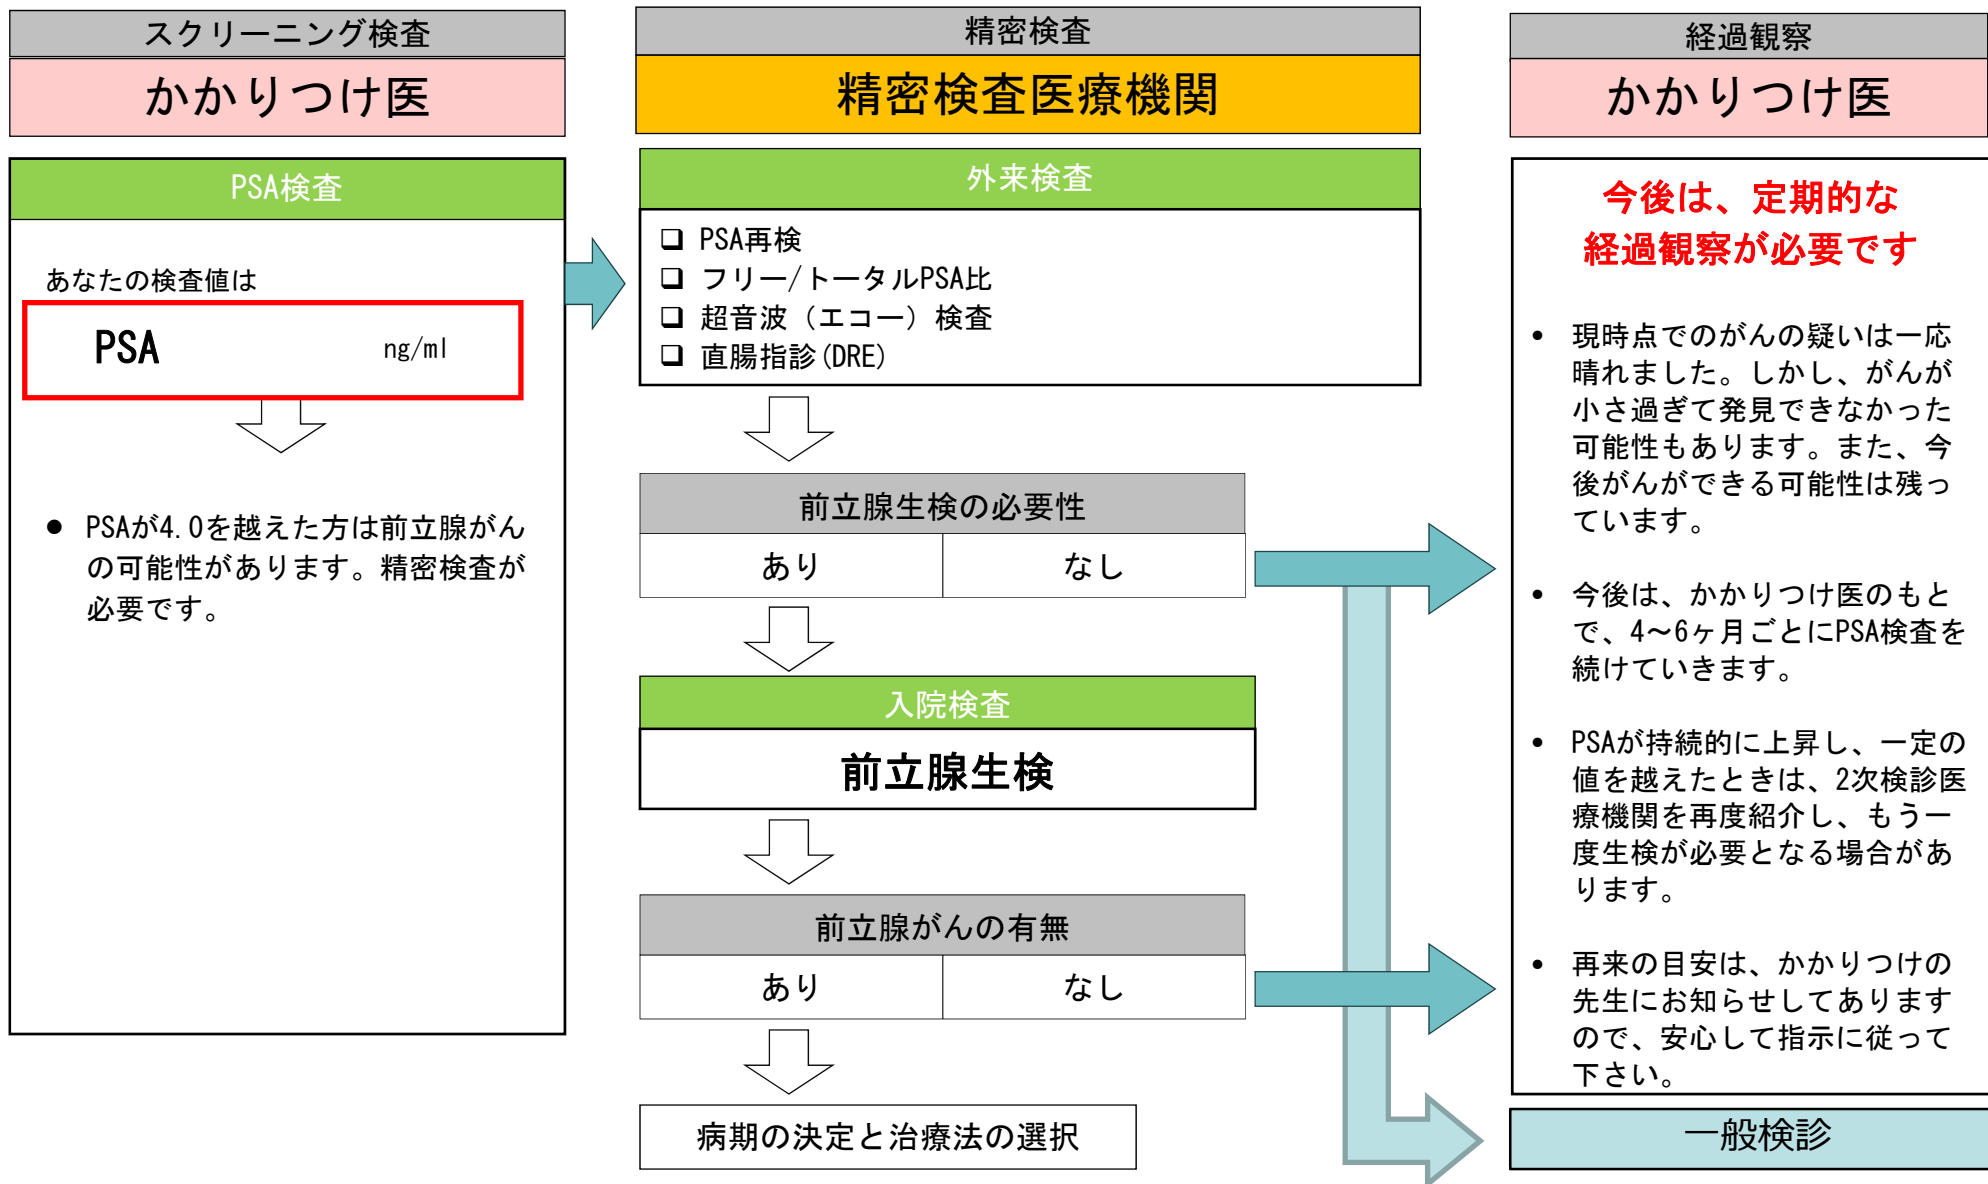 スクリーニング検査
かかりつけ医
PSA検査
あなたの検査値は
PSA ng/ml
● PSAが4.0を越えた方は前立腺がん
の可能性があります。精密検査が
必要です。
精密検査
精密検査医療機関
外来検査
❑ PSA再検
❑ フリー/トータルPSA比
❑ 超音波（エコー）検査
❑ 直腸指診(DRE)
前立腺生検の必要性
あり なし
入院検査
前立腺生検
前立腺がんの有無
あり なし
病期の決定と治療法の選択
経過観察
かかりつけ医
今後は、定期的な
経過観察が必要です
• 現時点でのがんの疑いは一応
晴れました。しかし、がんが
小さ過ぎて発見できなかった
可能性もあります。また、今
後がんができる可能性は残っ
ています。
• 今後は、かかりつけ医のもと
で、4～6ヶ月ごとにPSA検査を
続けていきます。
• PSAが持続的に上昇し、一定の
値を越えたときは、2次検診医
療機関を再度紹介し、もう一
度生検が必要となる場合があ
ります。
• 再来の目安は、かかりつけの
先生にお知らせしてあります
ので、安心して指示に従って
下さい。
一般検診